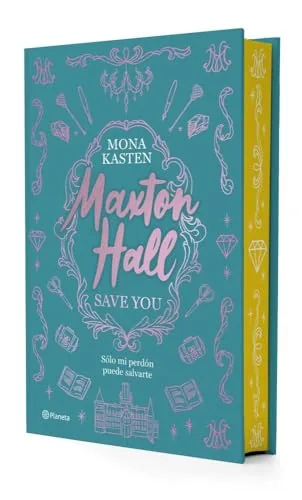 MONA
KASTEN
Maxton
Hall
SAVE YOU
Sólo mi perdón
puede salvarte
Planeta